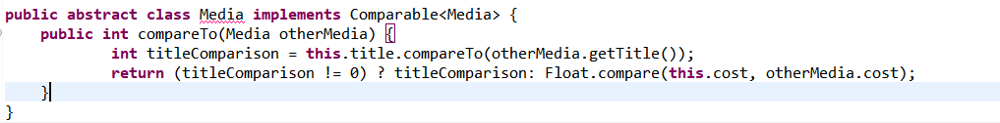 public abstract class Media implements Comparable<Media> {
    public int compareTo(Media otherMedia) {
            int titleComparison = this.title.compareTo(otherMedia.getTitle());
            return (titleComparison != 0) ? titleComparison: Float.compare(this.cost, otherMedia.cost);
    }
}